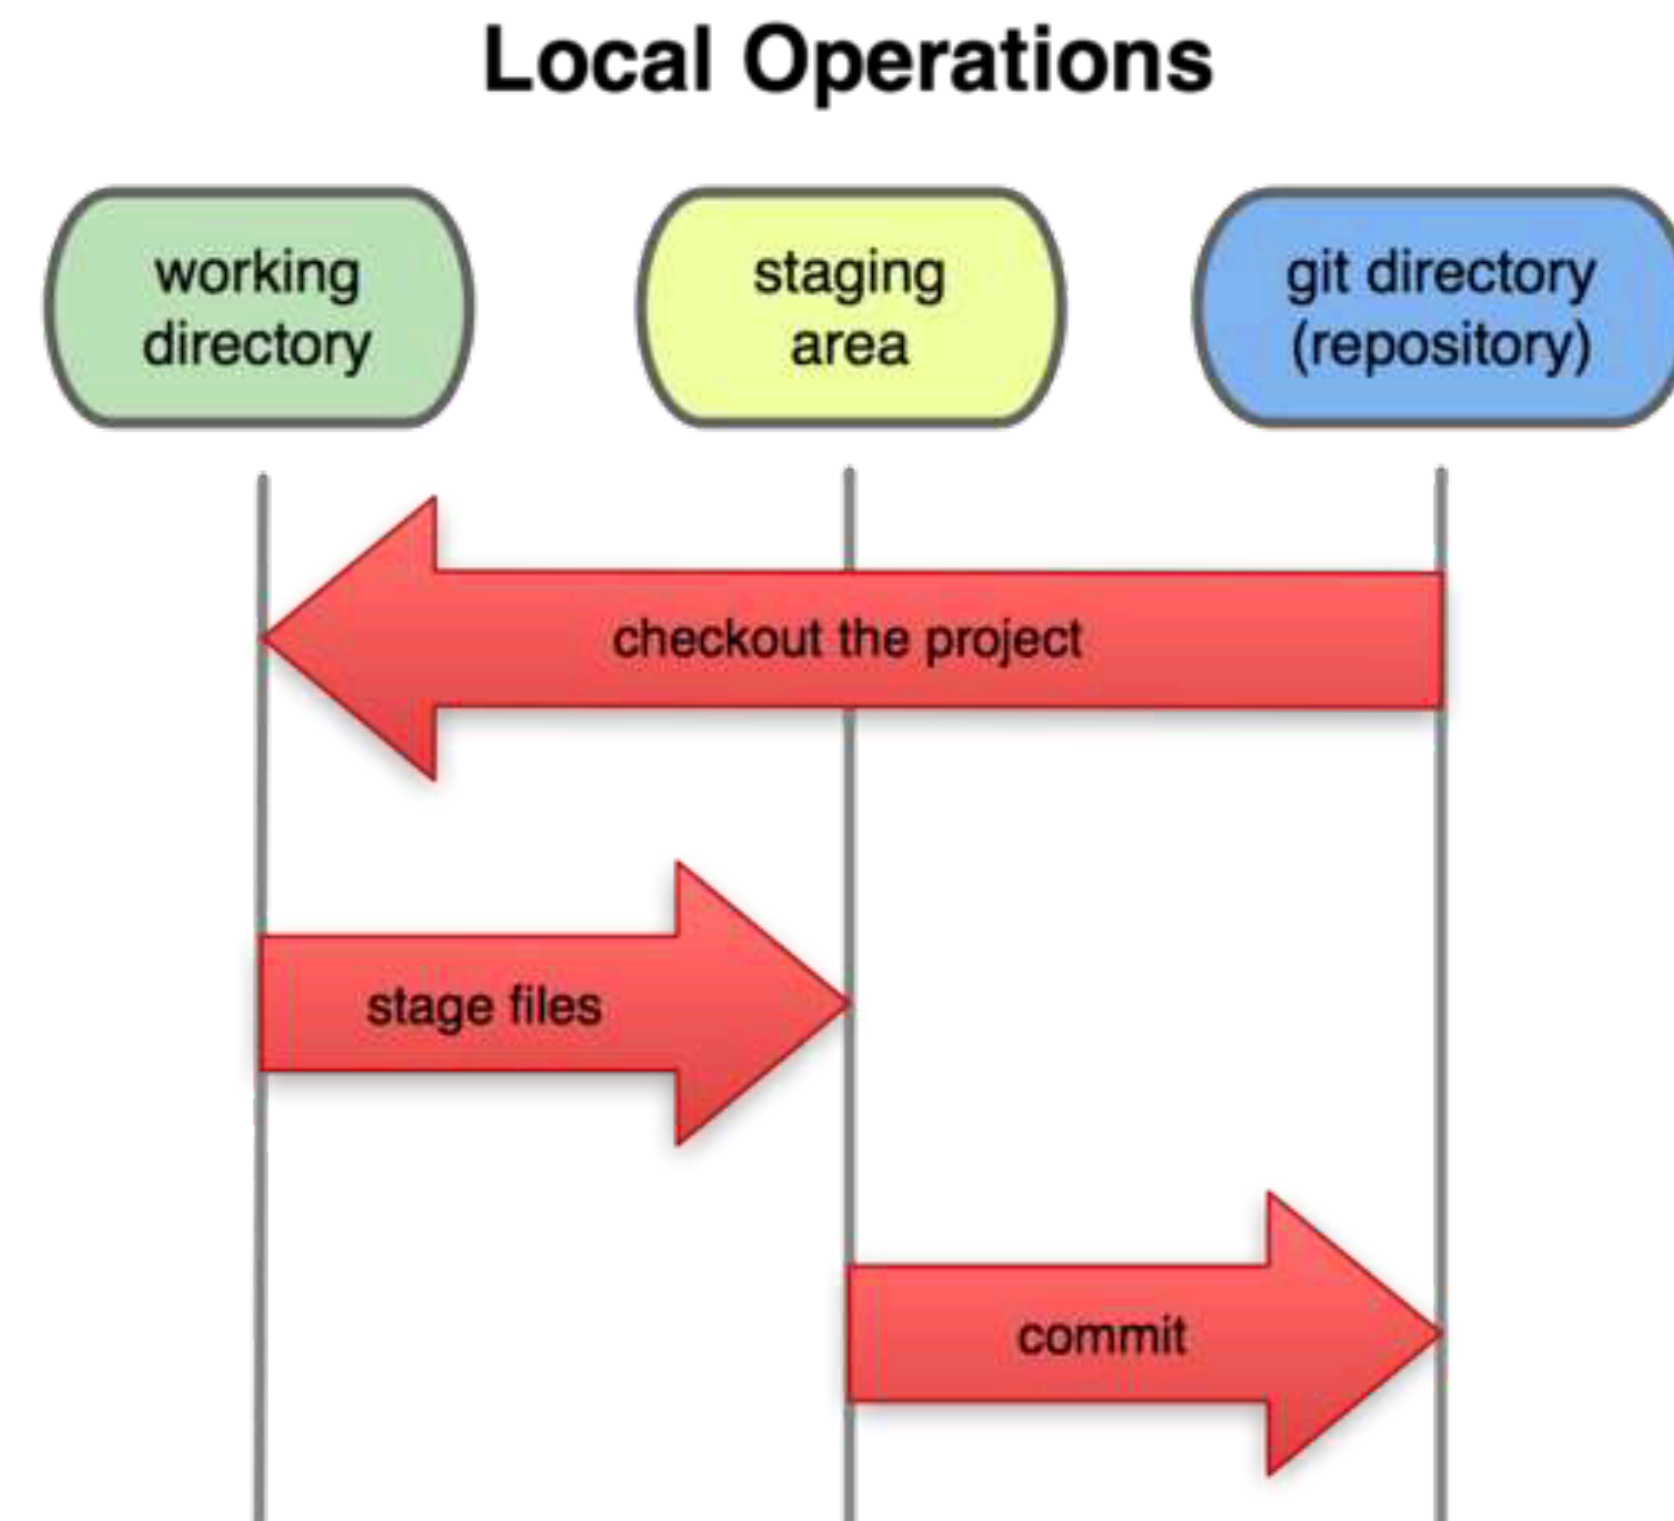 Local Operations
working
directory
staging
area
git directory
(repository)
checkout the project
stage files
commit